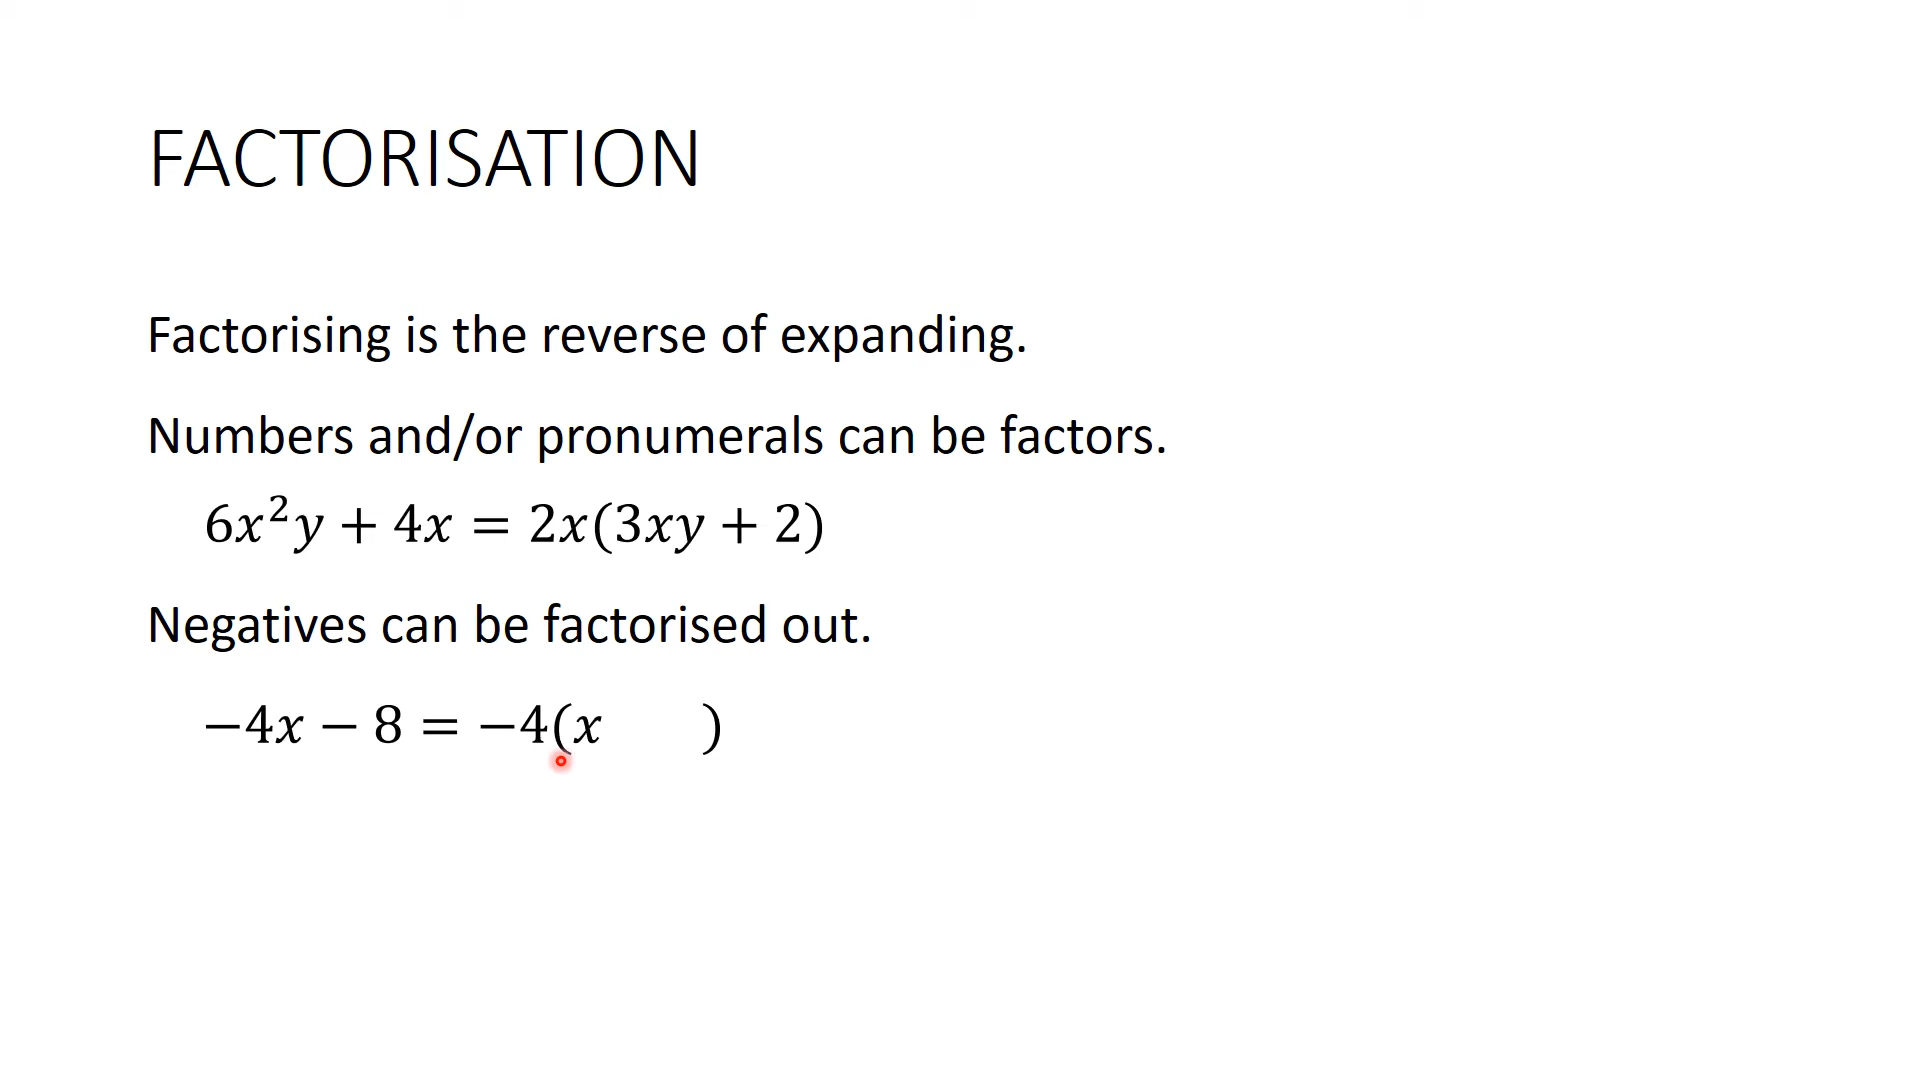 FACTORISATION
Factorising is the reverse of expanding.
Numbers and/or pronumerals can be factors.
6x²y + 4x = 2x(3xy + 2)
Negatives can be factorised out.
−4x − 8 = −4(x      )